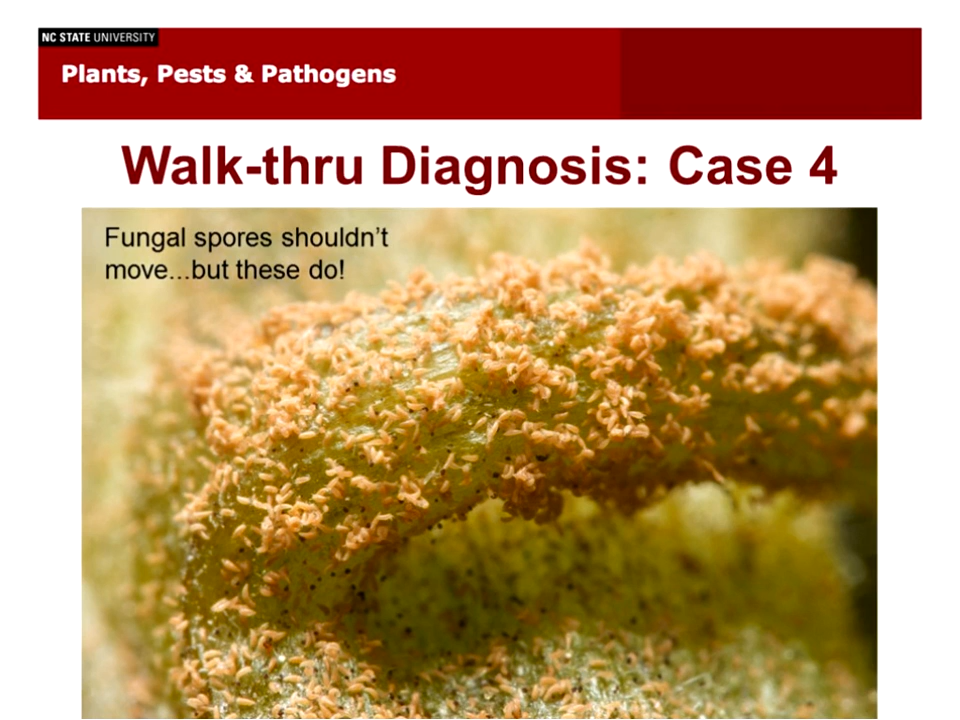 NC STATE UNIVERSITY
Plants, Pests & Pathogens
Walk-thru Diagnosis: Case 4
Fungal spores shouldn’t
move...but these do!